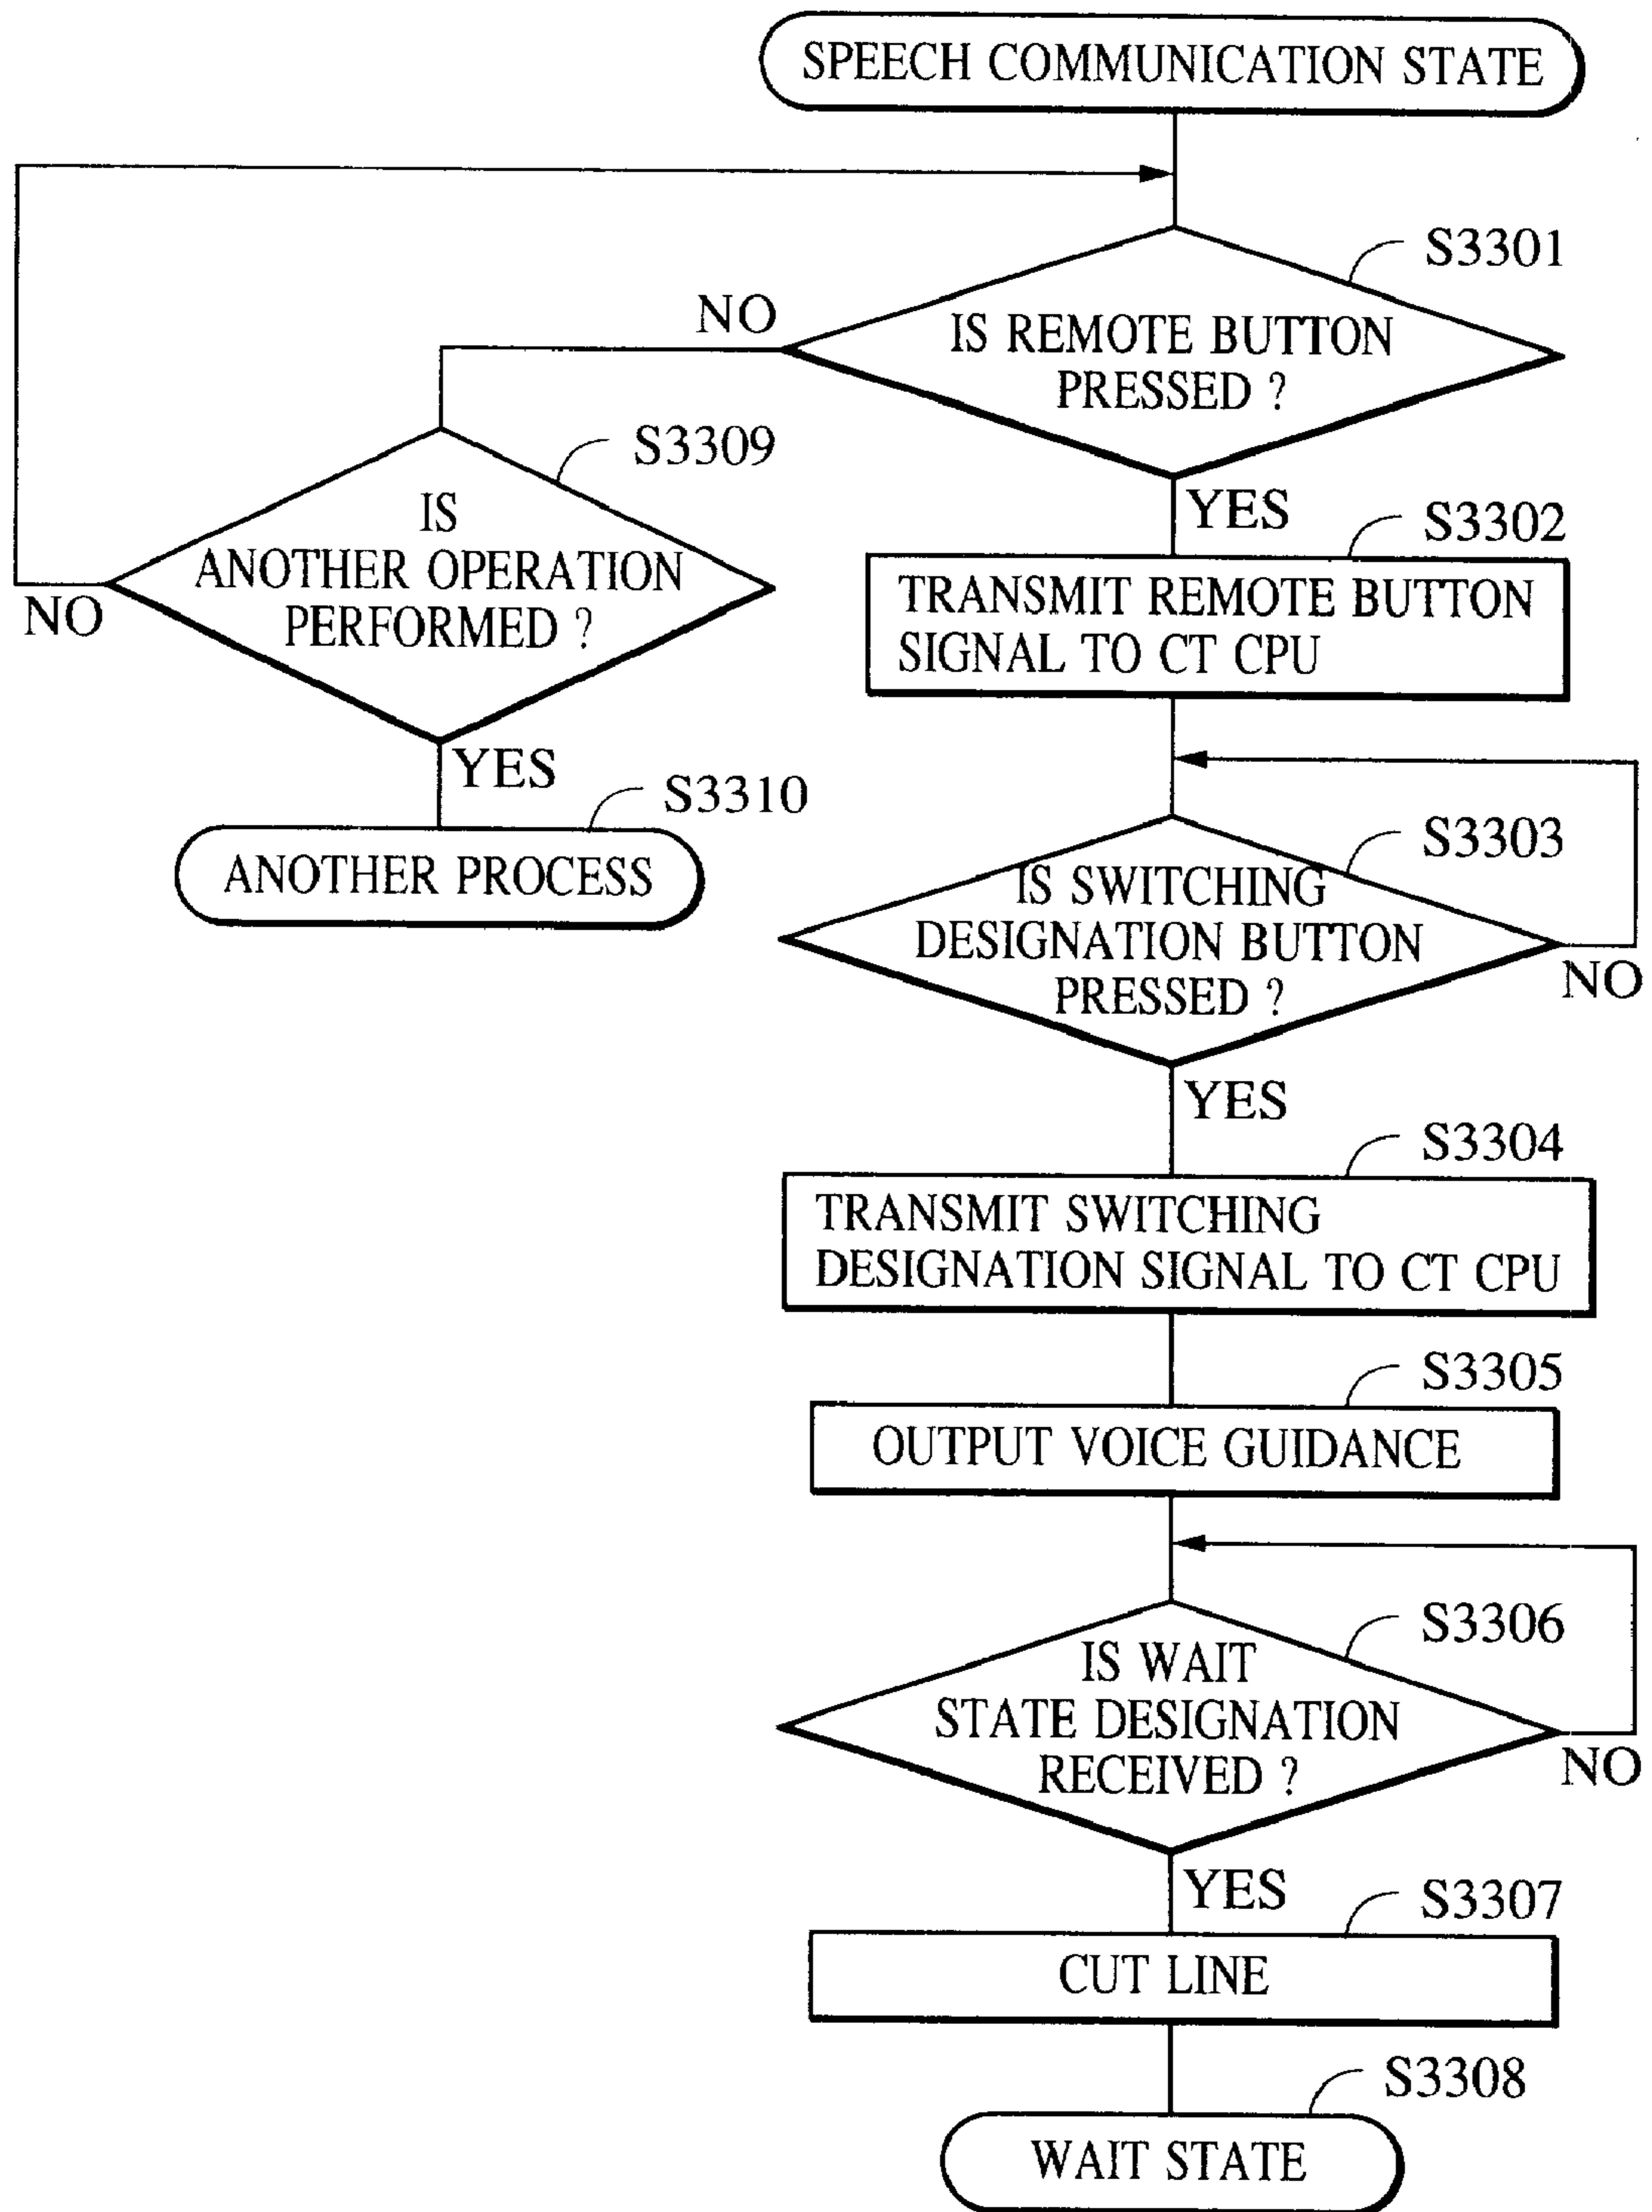 SPEECH COMMUNICATION STATE
S3301
NO
IS REMOTE BUTTON
PRESSED ?
YES
S3309
IS
ANOTHER OPERATION
PERFORMED ?
NO
YES
S3310
ANOTHER PROCESS
S3302
TRANSMIT REMOTE BUTTON
SIGNAL TO CT CPU
S3303
IS SWITCHING
DESIGNATION BUTTON
PRESSED ?
NO
YES
S3304
TRANSMIT SWITCHING
DESIGNATION SIGNAL TO CT CPU
S3305
OUTPUT VOICE GUIDANCE
S3306
IS WAIT
STATE DESIGNATION
RECEIVED ?
NO
YES
S3307
CUT LINE
S3308
WAIT STATE